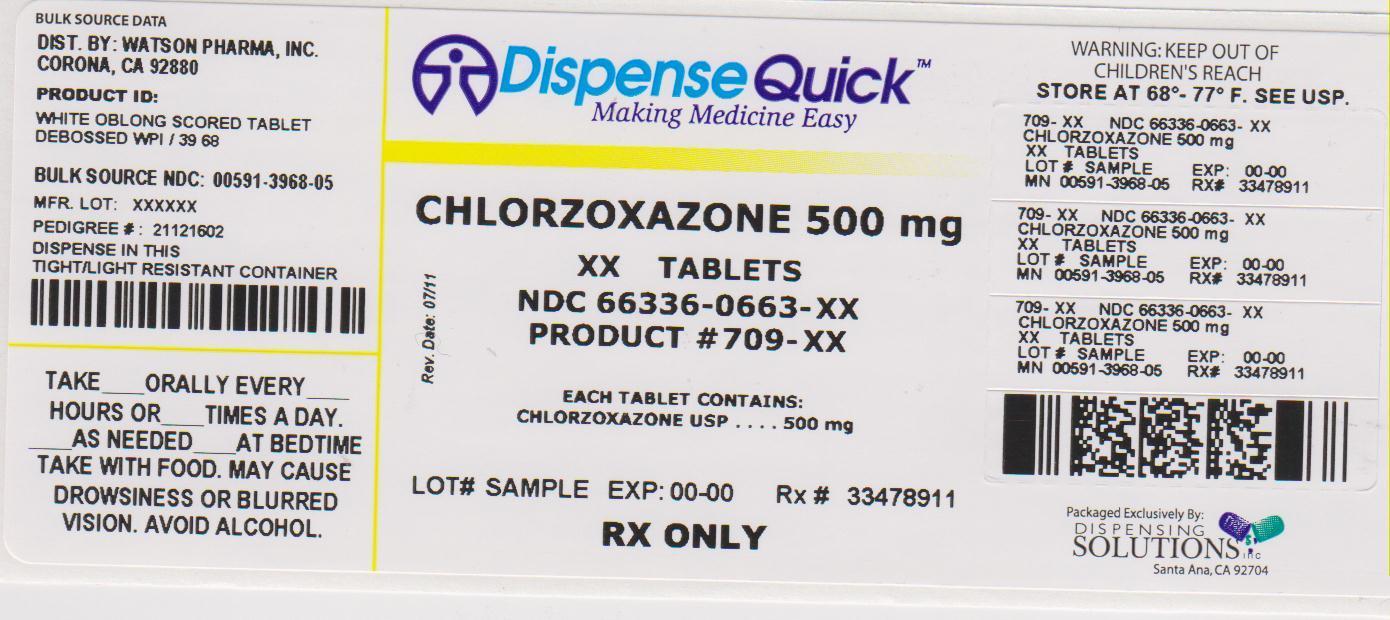 BULK SOURCE DATA
DIST. BY: WATSON PHARMA, INC.
CORONA, CA 92880
PRODUCT ID:
WHITE OBLONG SCORED TABLET
DEBOSSED WPI / 39 68
BULK SOURCE NDC: 00591-3968-05
MFR. LOT: XXXXXX
PEDIGREE #: 21121602
DISPENSE IN THIS
TIGHT/LIGHT RESISTANT CONTAINER
TAKE___ORALLY EVERY___
HOURS OR___TIMES A DAY.
___AS NEEDED___AT BEDTIME
TAKE WITH FOOD. MAY CAUSE
DROWSINESS OR BLURRED
VISION. AVOID ALCOHOL.
DispenseQuick™
Making Medicine Easy
CHLORZOXAZONE 500 mg
XX TABLETS
NDC 66336-0663-XX
PRODUCT #709-XX
Rev. Date: 07/11
EACH TABLET CONTAINS:
CHLORZOXAZONE USP . . . . 500 mg
LOT# SAMPLE EXP: 00-00 Rx # 33478911
RX ONLY
WARNING: KEEP OUT OF
CHILDREN'S REACH
STORE AT 68°- 77° F. SEE USP.
709- XX NDC 66336-0663- XX
CHLORZOXAZONE 500 mg
XX TABLETS
LOT # SAMPLE EXP: 00-00
MN 00591-3968-05 RX# 33478911
709- XX NDC 66336-0663- XX
CHLORZOXAZONE 500 mg
XX TABLETS
LOT # SAMPLE EXP: 00-00
MN 00591-3968-05 RX# 33478911
709- XX NDC 66336-0663- XX
CHLORZOXAZONE 500 mg
XX TABLETS
LOT # SAMPLE EXP: 00-00
MN 00591-3968-05 RX# 33478911
Packaged Exclusively By:
DISPENSING
SOLUTIONS INC
Santa Ana, CA 92704